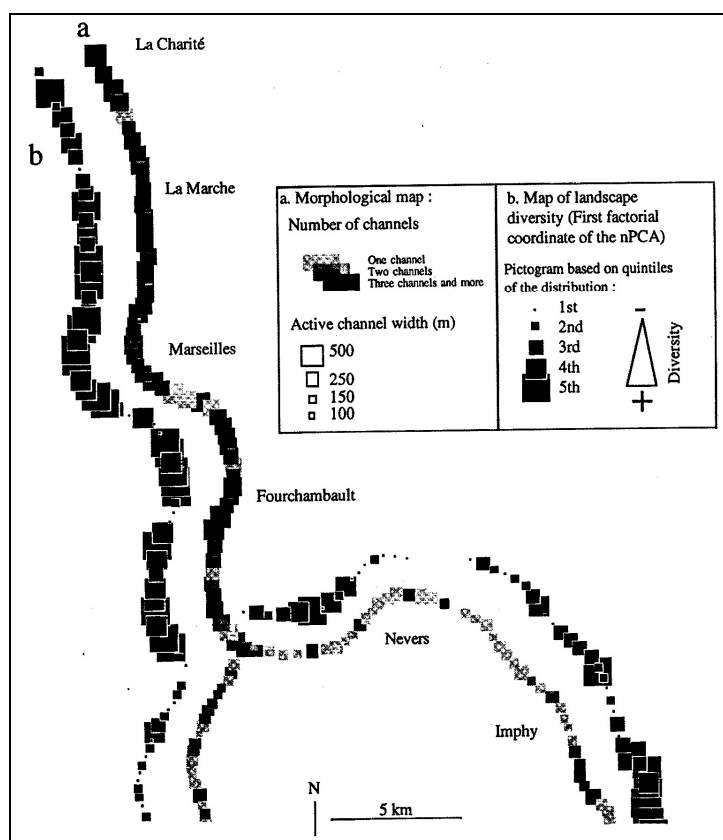 a
La Charité
b
La Marche
Marseilles
Fourchambault
Nevers
Imphy
a. Morphological map :
Number of channels
One channel
Two channels
Three channels and more
Active channel width (m)
500
250
150
100
b. Map of landscape
diversity (First factorial
coordinate of the nPCA)
Pictogram based on quintiles
of the distribution :
1st
2nd
3rd
4th
5th
-
Diversity
+
N
5 km